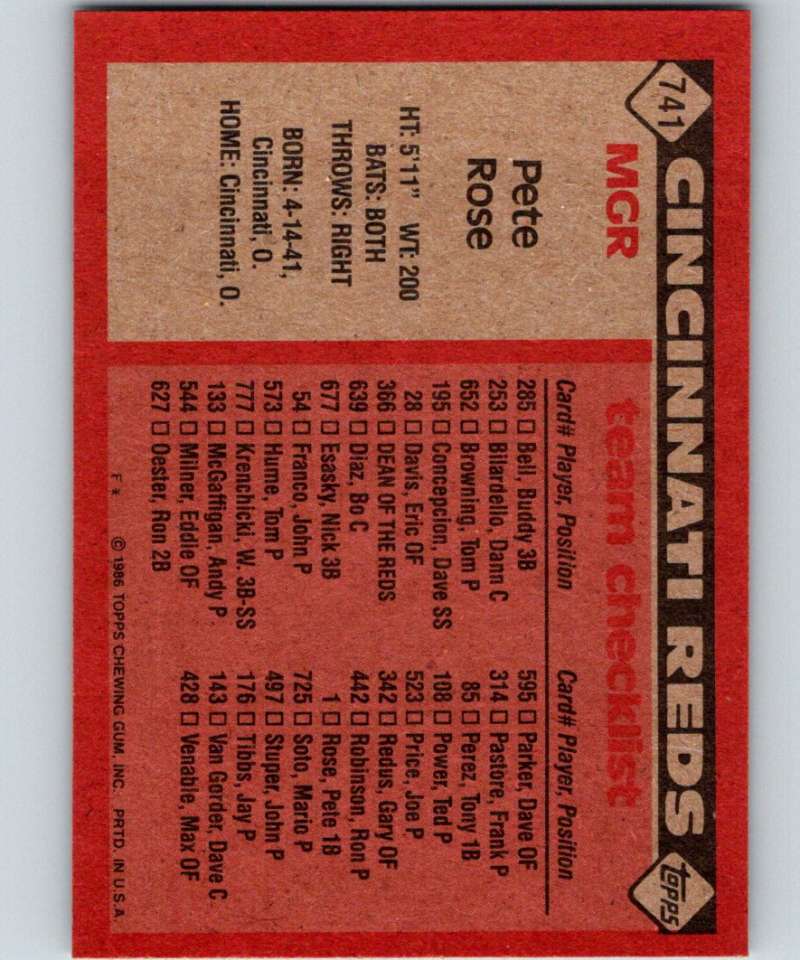 741 CINCINNATI REDS topps
MGR
Pete
Rose
HT: 5'11" WT: 200
BATS: BOTH
THROWS: RIGHT
BORN: 4-14-41,
Cincinnati, O.
HOME: Cincinnati, O.
team checklist
Card# Player, Position
285 □ Bell, Buddy 3B
253 □ Bilardello, Dann C
652 □ Browning, Tom P
195 □ Concepcion, Dave SS
28 □ Davis, Eric OF
366 □ DEAN OF THE REDS
639 □ Diaz, Bo C
677 □ Esasky, Nick 3B
54 □ Franco, John P
573 □ Hume, Tom P
777 □ Krenchicki, W. 3B-SS
133 □ McGaffigan, Andy P
544 □ Milner, Eddie OF
627 □ Oester, Ron 2B
Card# Player, Position
595 □ Parker, Dave OF
314 □ Pastore, Frank P
85 □ Perez, Tony 1B
108 □ Power, Ted P
523 □ Price, Joe P
342 □ Redus, Gary OF
442 □ Robinson, Ron P
1 □ Rose, Pete 1B
725 □ Soto, Mario P
497 □ Stuper, John P
176 □ Tibbs, Jay P
143 □ Van Gorder, Dave C
428 □ Venable, Max OF
F* © 1986 TOPPS CHEWING GUM, INC. PRTD. IN U.S.A.